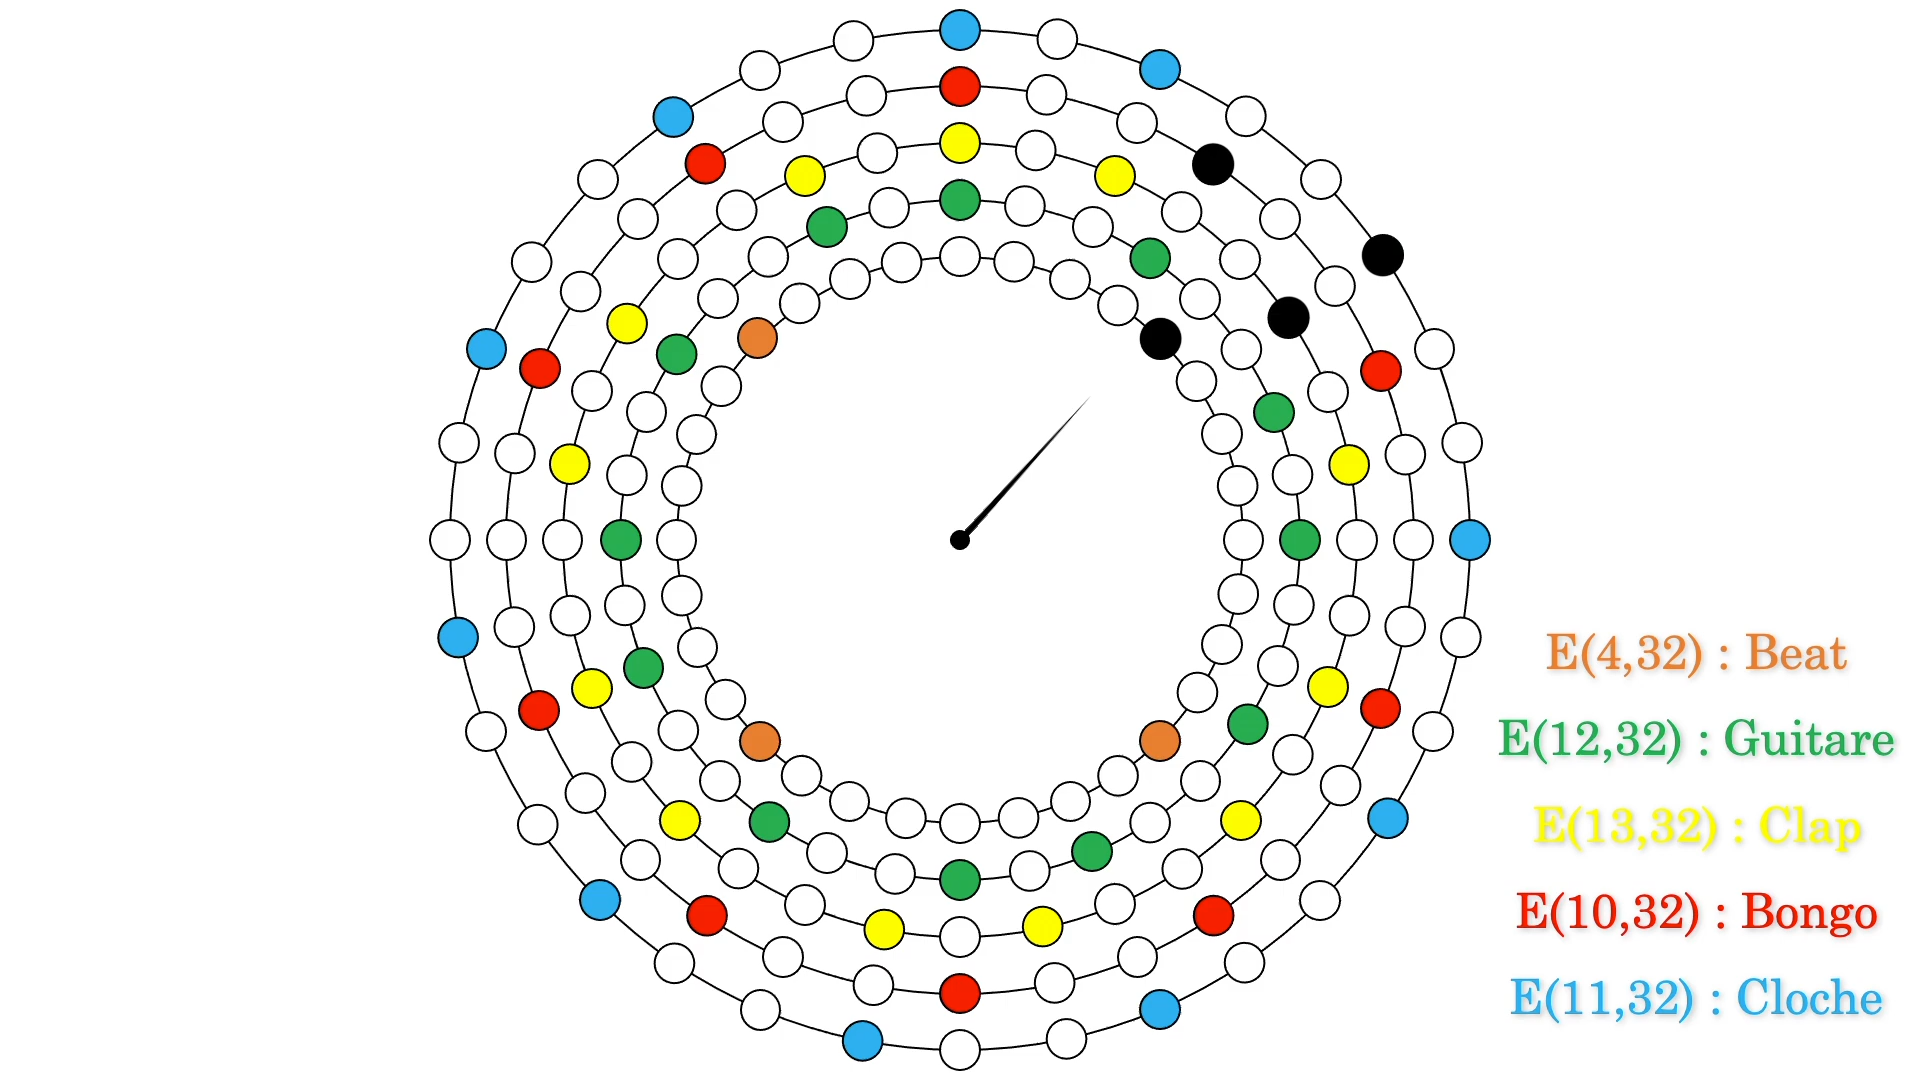 E(4,32) : Beat
E(12,32) : Guitare
E(13,32) : Clap
E(10,32) : Bongo
E(11,32) : Cloche